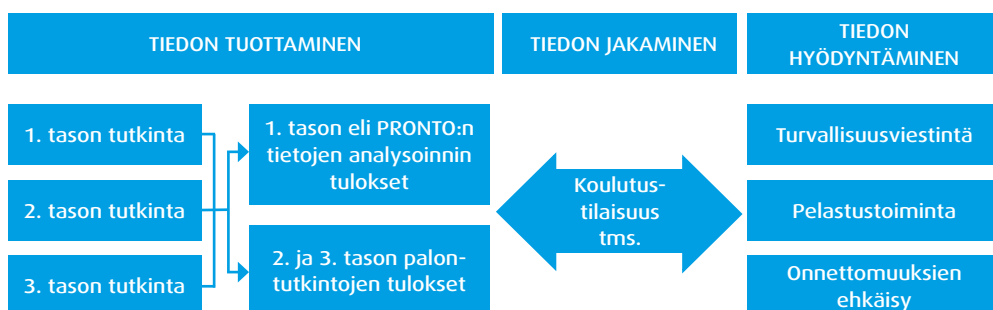 TIEDON TUOTTAMINEN
TIEDON JAKAMINEN
TIEDON
HYÖDYNTÄMINEN
1. tason tutkinta
2. tason tutkinta
3. tason tutkinta
1. tason eli PRONTO:n
tietojen analysoinnin
tulokset
2. ja 3. tason palon-
tutkintojen tulokset
Koulutus-
tilaisuus
tms.
Turvallisuusviestintä
Pelastustoiminta
Onnettomuuksien
ehkäisy